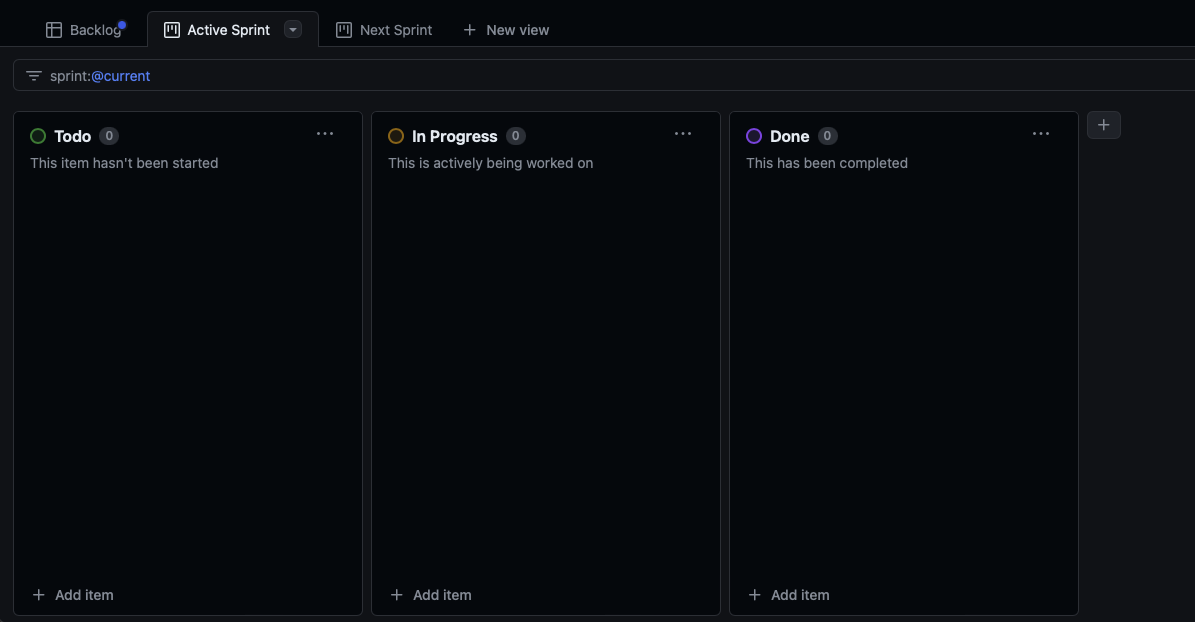 Backlog
Active Sprint
Next Sprint
New view
sprint:@current
Todo 0
This item hasn't been started
Add item
In Progress 0
This is actively being worked on
Add item
Done 0
This has been completed
Add item